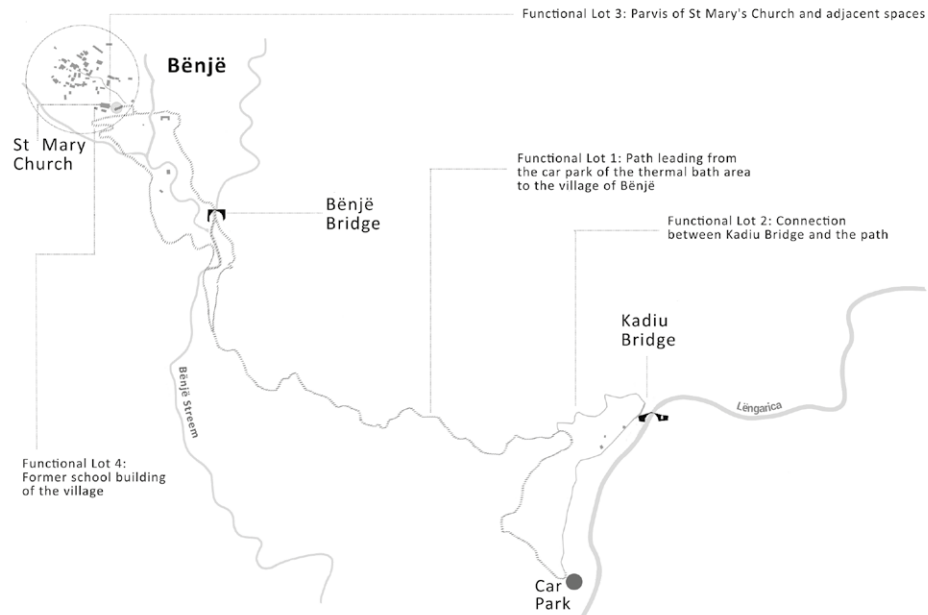 Functional Lot 3: Parvis of St Mary's Church and adjacent spaces
Bënjë
St Mary
Church
Functional Lot 1: Path leading from
the car park of the thermal bath area
to the village of Bënjë
Bënjë
Bridge
Functional Lot 2: Connection
between Kadiu Bridge and the path
Kadiu
Bridge
Bënjë Streem
Lëngarica
Functional Lot 4:
Former school building
of the village
Car
Park